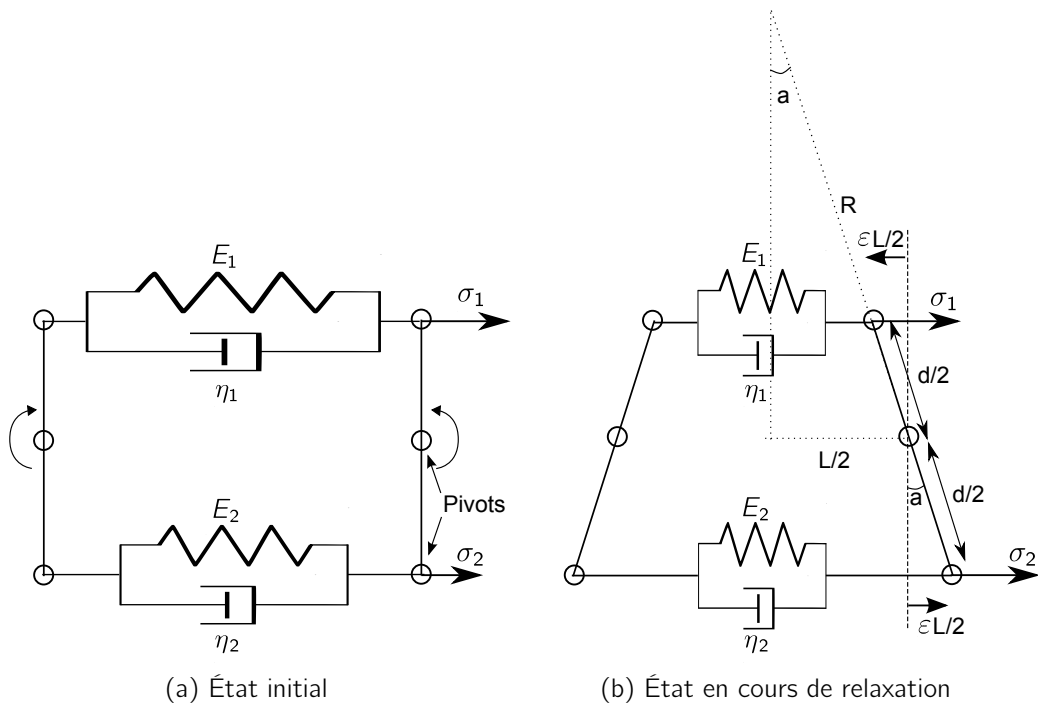 a
R
εL/2
E₁
σ₁
η₁
E₁
σ₁
η₁
d/2
L/2
Pivots
a
d/2
E₂
σ₂
η₂
E₂
σ₂
η₂
εL/2
(a) État initial
(b) État en cours de relaxation